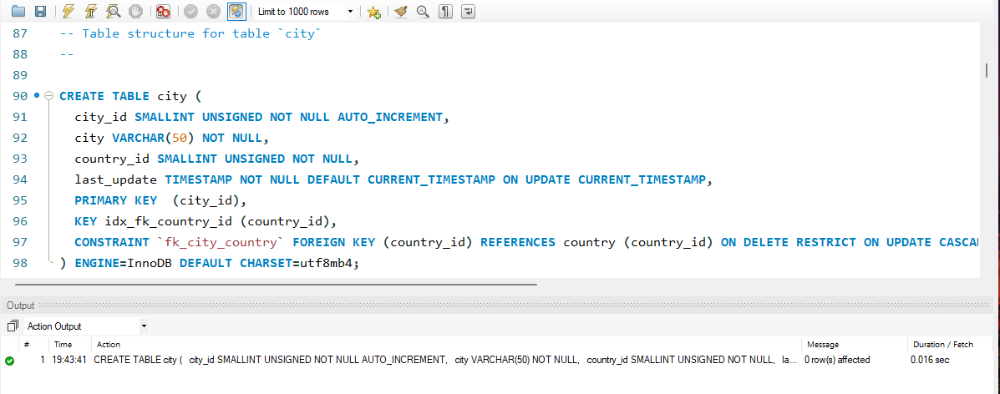 Limit to 1000 rows
87 -- Table structure for table `city`
88 --
89
90 CREATE TABLE city (
91 city_id SMALLINT UNSIGNED NOT NULL AUTO_INCREMENT,
92 city VARCHAR(50) NOT NULL,
93 country_id SMALLINT UNSIGNED NOT NULL,
94 last_update TIMESTAMP NOT NULL DEFAULT CURRENT_TIMESTAMP ON UPDATE CURRENT_TIMESTAMP,
95 PRIMARY KEY  (city_id),
96 KEY idx_fk_country_id (country_id),
97 CONSTRAINT `fk_city_country` FOREIGN KEY (country_id) REFERENCES country (country_id) ON DELETE RESTRICT ON UPDATE CASCA
98 ) ENGINE=InnoDB DEFAULT CHARSET=utf8mb4;
Output
Action Output
# Time Action Message Duration / Fetch
1 19:43:41 CREATE TABLE city (   city_id SMALLINT UNSIGNED NOT NULL AUTO_INCREMENT,   city VARCHAR(50) NOT NULL,   country_id SMALLINT UNSIGNED NOT NULL,   la... 0 row(s) affected 0.016 sec